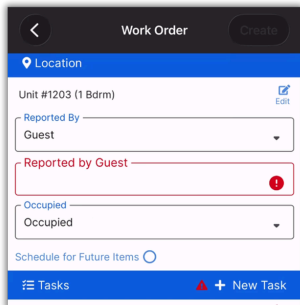 Work Order
Create
Location
Unit #1203 (1 Bdrm)
Edit
Reported By
Guest
Reported by Guest
Occupied
Occupied
Schedule for Future Items
Tasks
New Task